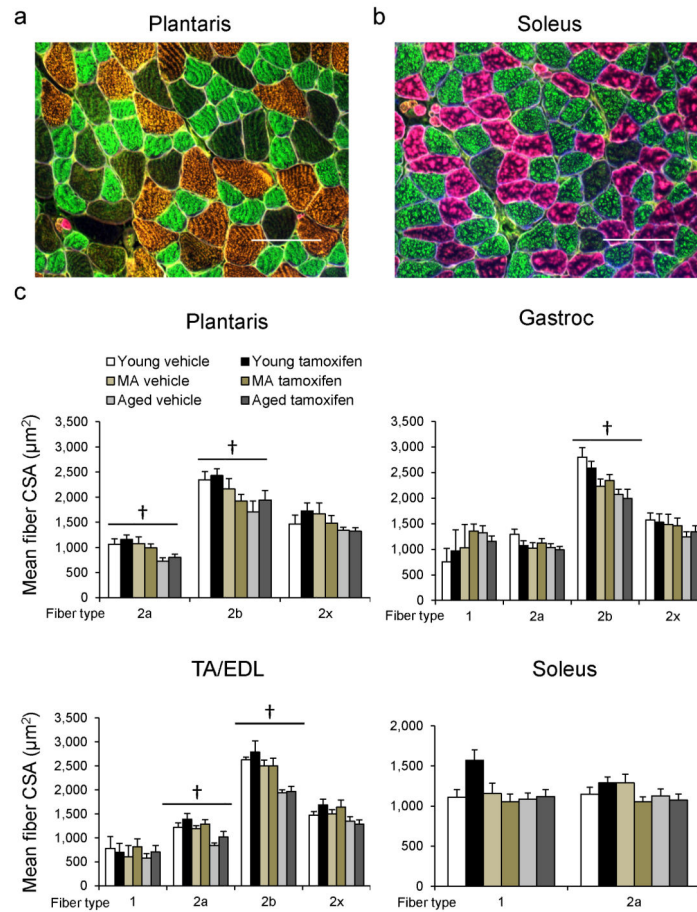 a
Plantaris
b
Soleus
c
Plantaris
Gastroc
Young vehicle
Young tamoxifen
MA vehicle
MA tamoxifen
Aged vehicle
Aged tamoxifen
Mean fiber CSA (µm²)
3,500
3,000
2,500
2,000
1,500
1,000
500
0
†
†
Fiber type
2a
2b
2x
3,500
3,000
2,500
2,000
1,500
1,000
500
0
†
Fiber type
1
2a
2b
2x
TA/EDL
Soleus
Mean fiber CSA (µm²)
3,500
3,000
2,500
2,000
1,500
1,000
500
0
†
†
Fiber type
1
2a
2b
2x
2,000
1,500
1,000
500
0
Fiber type
1
2a